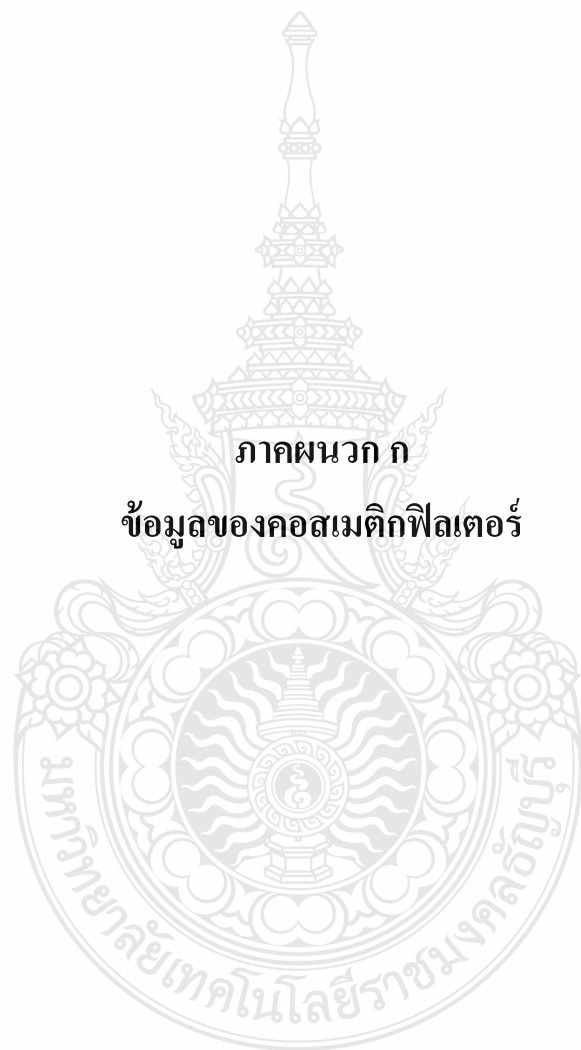 ภาคผนวก ก
ข้อมูลของคอสเมติกฟิลเตอร์
มหาวิทยาลัยเทคโนโลยีราชมงคลธัญบุรี